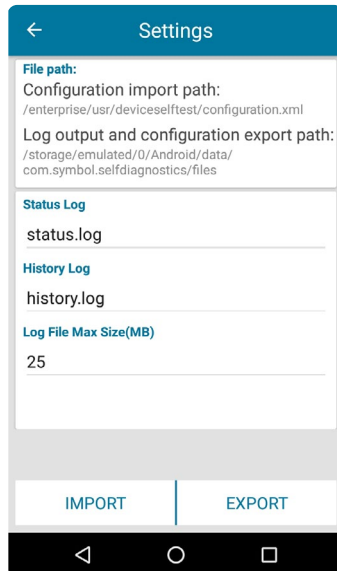 Settings
File path:
Configuration import path:
/enterprise/usr/deviceselftest/configuration.xml
Log output and configuration export path:
/storage/emulated/0/Android/data/
com.symbol.selfdiagnostics/files
Status Log
status.log
History Log
history.log
Log File Max Size(MB)
25
IMPORT EXPORT